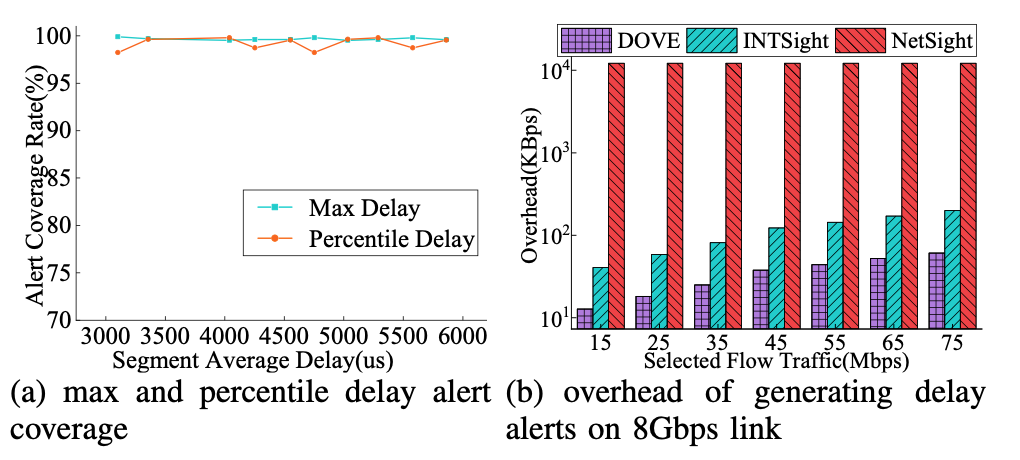 100
95
90
85
80
75
70
Alert Coverage Rate(%)
Max Delay
Percentile Delay
3000 3500 4000 4500 5000 5500 6000
Segment Average Delay(us)
(a) max and percentile delay alert
coverage
DOVE INTSight NetSight
10^4
10^3
10^2
10^1
Overhead(KBps)
15 25 35 45 55 65 75
Selected Flow Traffic(Mbps)
(b) overhead of generating delay
alerts on 8Gbps link